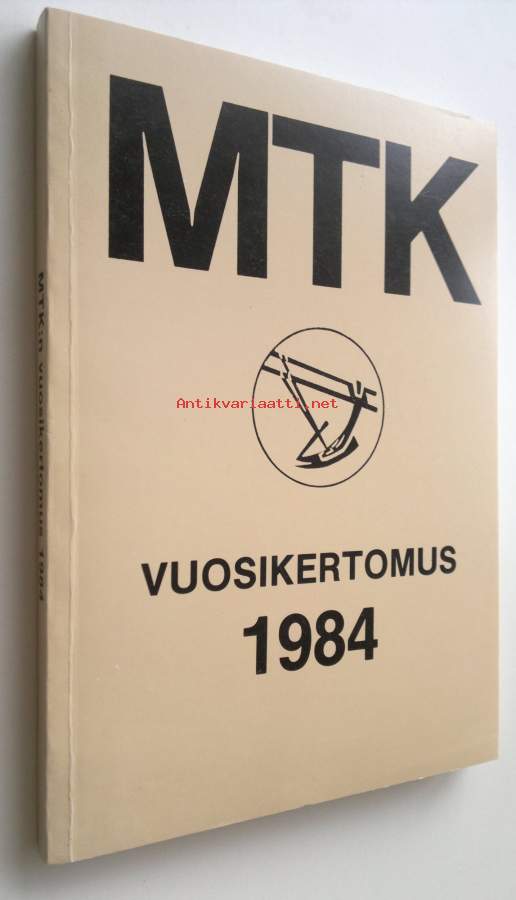 MTK
Antikvariaatti.net
VUOSIKERTOMUS
1984
MTK:n vuosikertomus 1984